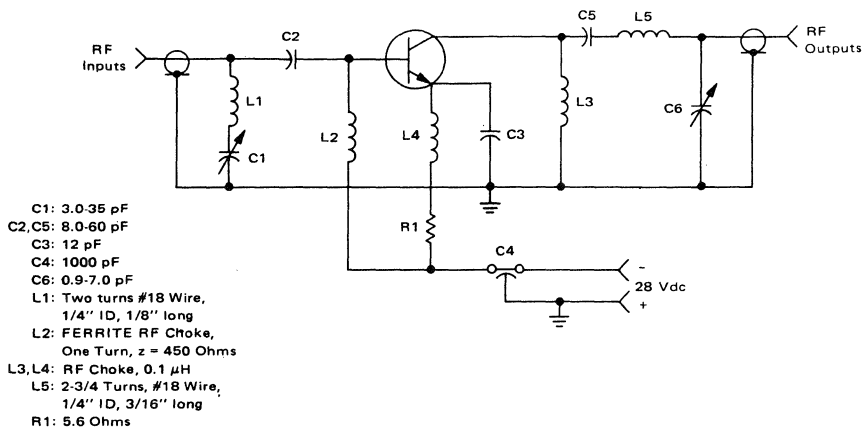 C5
L5
RF
Inputs
C2
RF
Outputs
L1
L2
L4
C3
L3
C6
C1
R1
C4
-
28 Vdc
+
C1: 3.0-35 pF
C2,C5: 8.0-60 pF
C3: 12 pF
C4: 1000 pF
C6: 0.9-7.0 pF
L1: Two turns #18 Wire,
1/4" ID, 1/8" long
L2: FERRITE RF Choke,
One Turn, z = 450 Ohms
L3,L4: RF Choke, 0.1 μH
L5: 2-3/4 Turns, #18 Wire,
1/4" ID, 3/16" long
R1: 5.6 Ohms